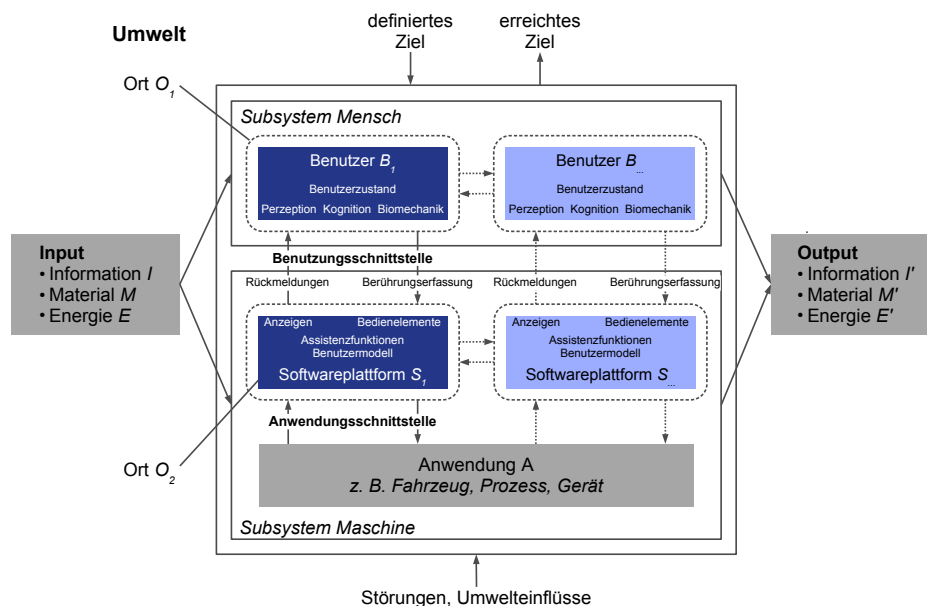 Umwelt
definiertes
Ziel
erreichtes
Ziel
Ort O1
Subsystem Mensch
Benutzer B1
Benutzerzustand
Perzeption Kognition Biomechanik
Benutzer B...
Benutzerzustand
Perzeption Kognition Biomechanik
Input
• Information I
• Material M
• Energie E
Benutzungsschnittstelle
Rückmeldungen
Berührungserfassung
Rückmeldungen
Berührungserfassung
Output
• Information I'
• Material M'
• Energie E'
Anzeigen Bedienelemente
Assistenzfunktionen
Benutzermodell
Softwareplattform S1
Anzeigen Bedienelemente
Assistenzfunktionen
Benutzermodell
Softwareplattform S...
Anwendungsschnittstelle
Ort O2
Anwendung A
z. B. Fahrzeug, Prozess, Gerät
Subsystem Maschine
Störungen, Umwelteinflüsse